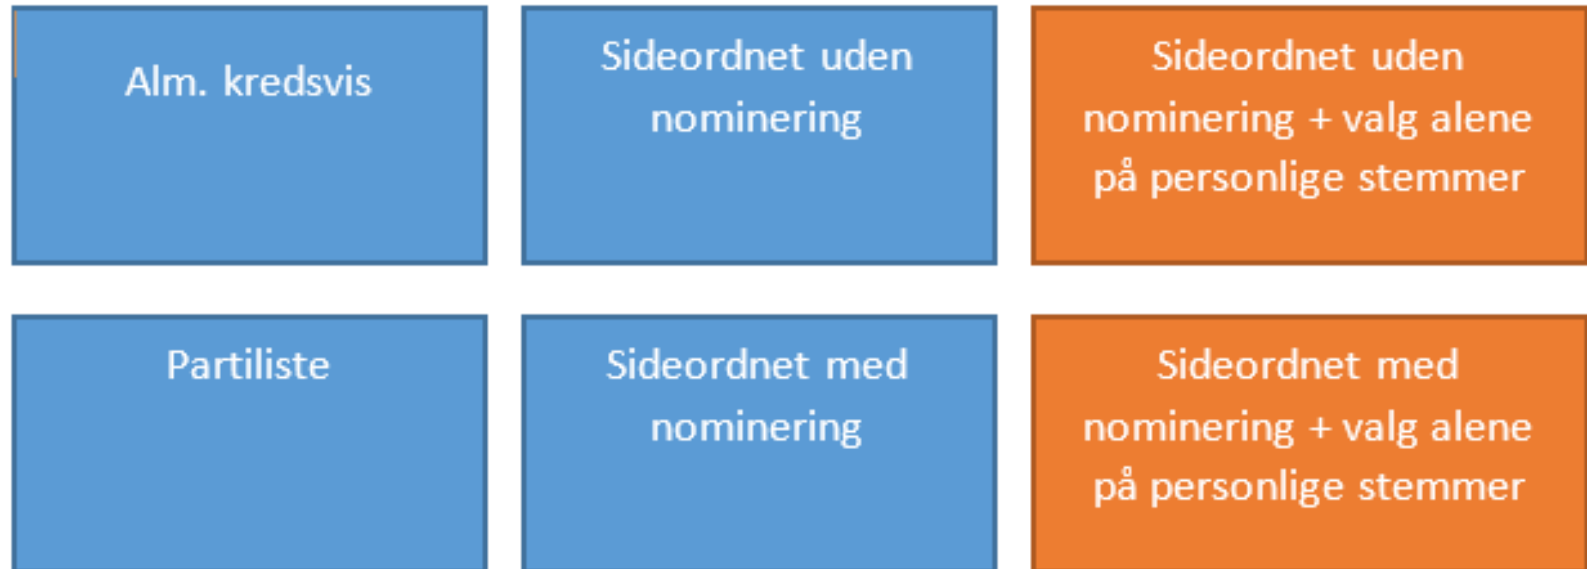 Alm. kredsvis
Sideordnet uden
nominering
Sideordnet uden
nominering + valg alene
på personlige stemmer
Partiliste
Sideordnet med
nominering
Sideordnet med
nominering + valg alene
på personlige stemmer